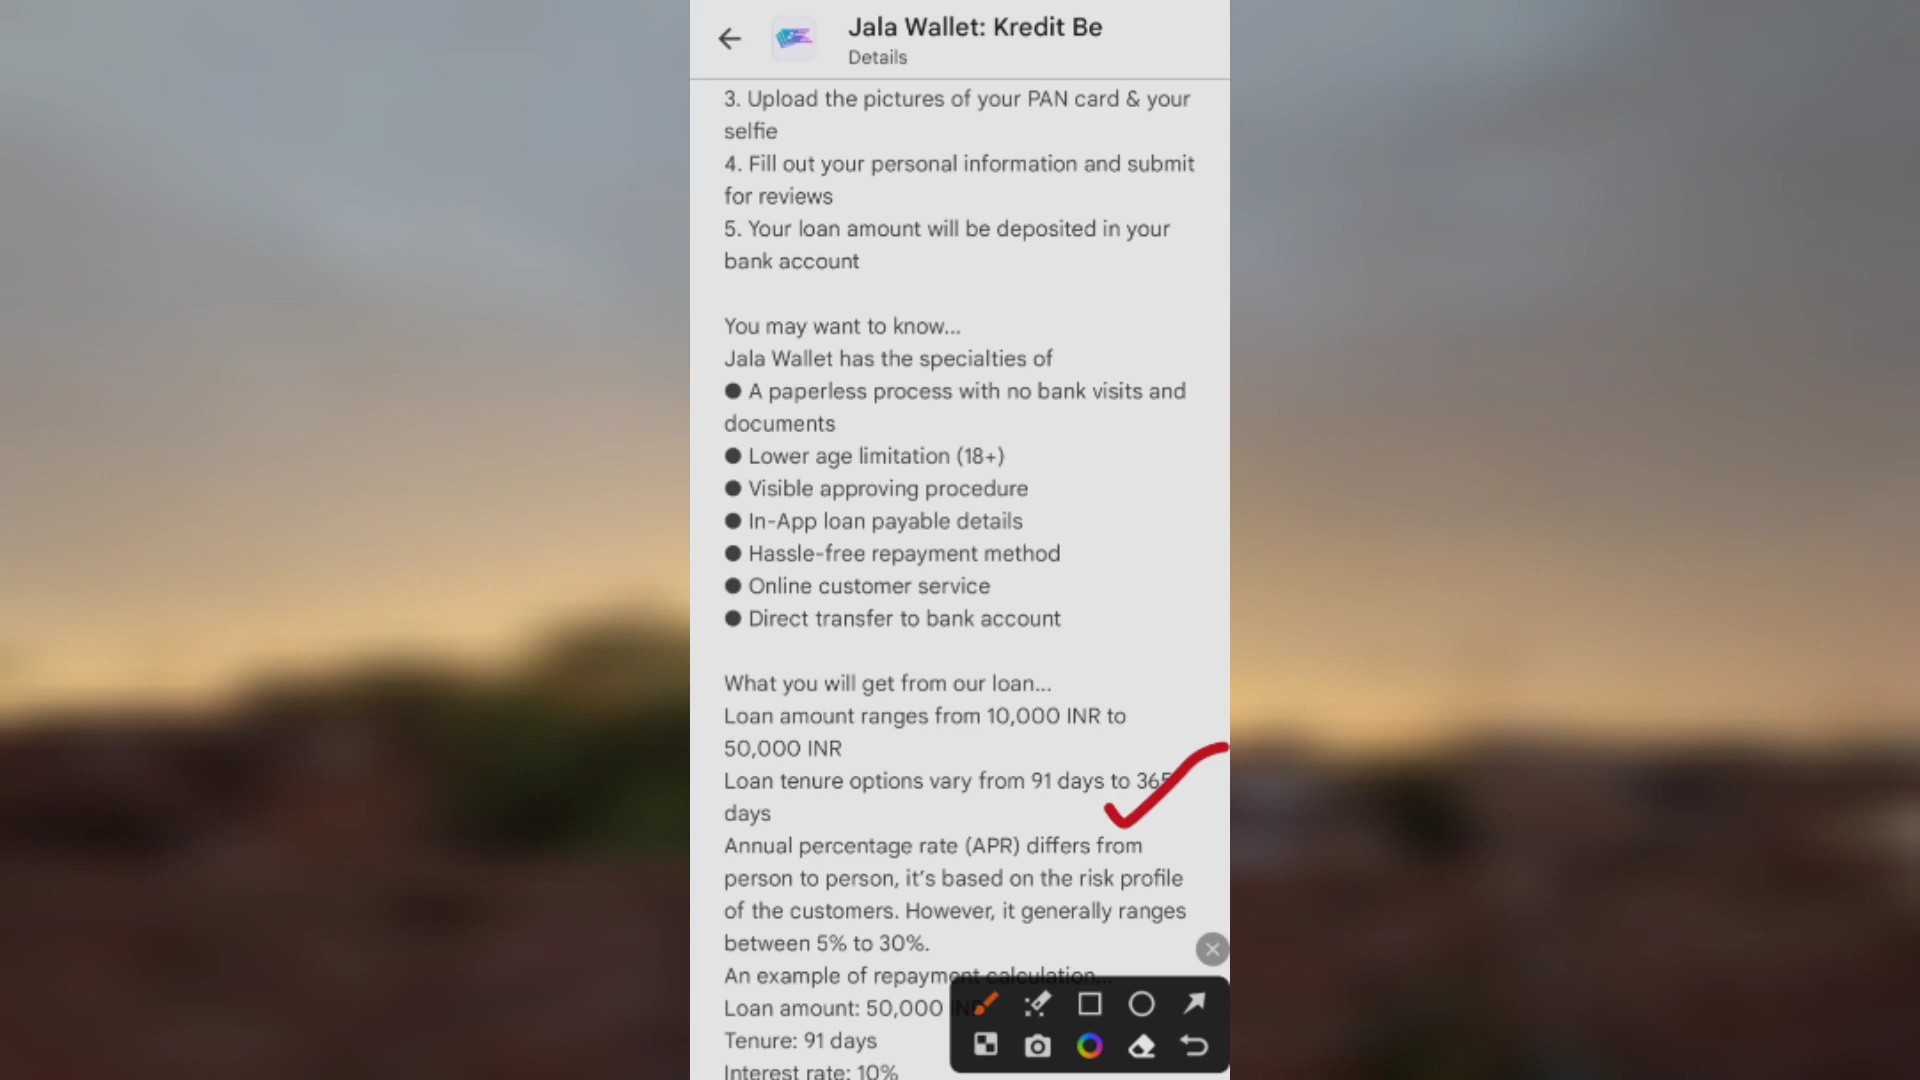 Jala Wallet: Kredit Be
Details
3. Upload the pictures of your PAN card & your
selfie
4. Fill out your personal information and submit
for reviews
5. Your loan amount will be deposited in your
bank account
You may want to know...
Jala Wallet has the specialties of
● A paperless process with no bank visits and
documents
● Lower age limitation (18+)
● Visible approving procedure
● In-App loan payable details
● Hassle-free repayment method
● Online customer service
● Direct transfer to bank account
What you will get from our loan...
Loan amount ranges from 10,000 INR to
50,000 INR
Loan tenure options vary from 91 days to 365
days
Annual percentage rate (APR) differs from
person to person, it's based on the risk profile
of the customers. However, it generally ranges
between 5% to 30%.
An example of repayment calculation...
Loan amount: 50,000 INR
Tenure: 91 days
Interest rate: 10%